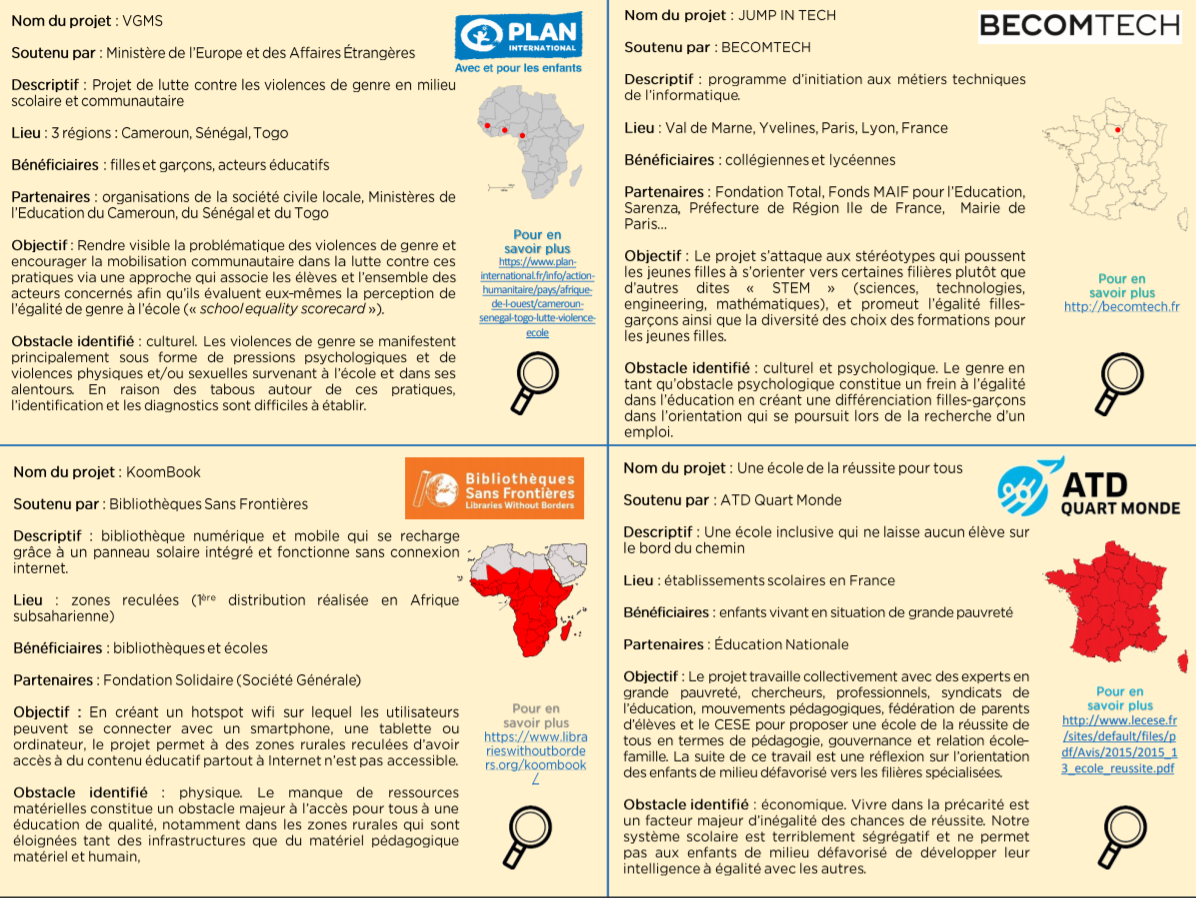 Nom du projet : VGMS
Soutenu par : Ministère de l'Europe et des Affaires Étrangères
Descriptif : Projet de lutte contre les violences de genre en milieu
scolaire et communautaire
Lieu : 3 régions : Cameroun, Sénégal, Togo
Bénéficiaires : filles et garçons, acteurs éducatifs
Partenaires : organisations de la société civile locale, Ministères de
l'Education du Cameroun, du Sénégal et du Togo
Objectif : Rendre visible la problématique des violences de genre et
encourager la mobilisation communautaire dans la lutte contre ces
pratiques via une approche qui associe les élèves et l'ensemble des
acteurs concernés afin qu'ils évaluent eux-mêmes la perception de
l'égalité de genre à l'école (« school equality scorecard »).
Obstacle identifié : culturel. Les violences de genre se manifestent
principalement sous forme de pressions psychologiques et de
violences physiques et/ou sexuelles survenant à l'école et dans ses
alentours. En raison des tabous autour de ces pratiques,
l'identification et les diagnostics sont difficiles à établir.
PLAN
INTERNATIONAL
Avec et pour les enfants
Pour en
savoir plus
https://www.plan-
international.fr/info/action-
humanitaire/pays/afrique-
de-l-ouest/cameroun-
senegal-togo-lutte-violence-
ecole
Nom du projet : JUMP IN TECH
Soutenu par : BECOMTECH
Descriptif : programme d'initiation aux métiers techniques
de l'informatique.
Lieu : Val de Marne, Yvelines, Paris, Lyon, France
Bénéficiaires : collégiennes et lycéennes
Partenaires : Fondation Total, Fonds MAIF pour l'Education,
Sarenza, Préfecture de Région Ile de France, Mairie de
Paris...
Objectif : Le projet s'attaque aux stéréotypes qui poussent
les jeunes filles à s'orienter vers certaines filières plutôt que
d'autres dites « STEM » (sciences, technologies,
engineering, mathématiques), et promeut l'égalité filles-
garçons ainsi que la diversité des choix des formations pour
les jeunes filles.
Obstacle identifié : culturel et psychologique. Le genre en
tant qu'obstacle psychologique constitue un frein à l'égalité
dans l'éducation en créant une différenciation filles-garçons
dans l'orientation qui se poursuit lors de la recherche d'un
emploi.
BECOMTECH
Pour en
savoir plus
http://becomtech.fr
Nom du projet : KoomBook
Soutenu par : Bibliothèques Sans Frontières
Descriptif : bibliothèque numérique et mobile qui se recharge
grâce à un panneau solaire intégré et fonctionne sans connexion
internet.
Lieu : zones reculées (1ère distribution réalisée en Afrique
subsaharienne)
Bénéficiaires : bibliothèques et écoles
Partenaires : Fondation Solidaire (Société Générale)
Objectif : En créant un hotspot wifi sur lequel les utilisateurs
peuvent se connecter avec un smartphone, une tablette ou
ordinateur, le projet permet à des zones rurales reculées d'avoir
accès à du contenu éducatif partout à Internet n'est pas accessible.
Obstacle identifié : physique. Le manque de ressources
matérielles constitue un obstacle majeur à l'accès pour tous à une
éducation de qualité, notamment dans les zones rurales qui sont
éloignées tant des infrastructures que du matériel pédagogique
matériel et humain,
Bibliothèques
Sans Frontières
Libraries Without Borders
Pour en
savoir plus
https://www.libra
rieswithoutborde
rs.org/koombook
/
Nom du projet : Une école de la réussite pour tous
Soutenu par : ATD Quart Monde
Descriptif : Une école inclusive qui ne laisse aucun élève sur
le bord du chemin
Lieu : établissements scolaires en France
Bénéficiaires : enfants vivant en situation de grande pauvreté
Partenaires : Éducation Nationale
Objectif : Le projet travaille collectivement avec des experts en
grande pauvreté, chercheurs, professionnels, syndicats de
l'éducation, mouvements pédagogiques, fédération de parents
d'élèves et le CESE pour proposer une école de la réussite de
tous en termes de pédagogie, gouvernance et relation école-
famille. La suite de ce travail est une réflexion sur l'orientation
des enfants de milieu défavorisé vers les filières spécialisées.
Obstacle identifié : économique. Vivre dans la précarité est
un facteur majeur d'inégalité des chances de réussite. Notre
système scolaire est terriblement ségrégatif et ne permet
pas aux enfants de milieu défavorisé de développer leur
intelligence à égalité avec les autres.
ATD
QUART MONDE
Pour en
savoir plus
http://www.lecese.fr
/sites/default/files/p
df/Avis/2015/2015_1
3_ecole_reussite.pdf